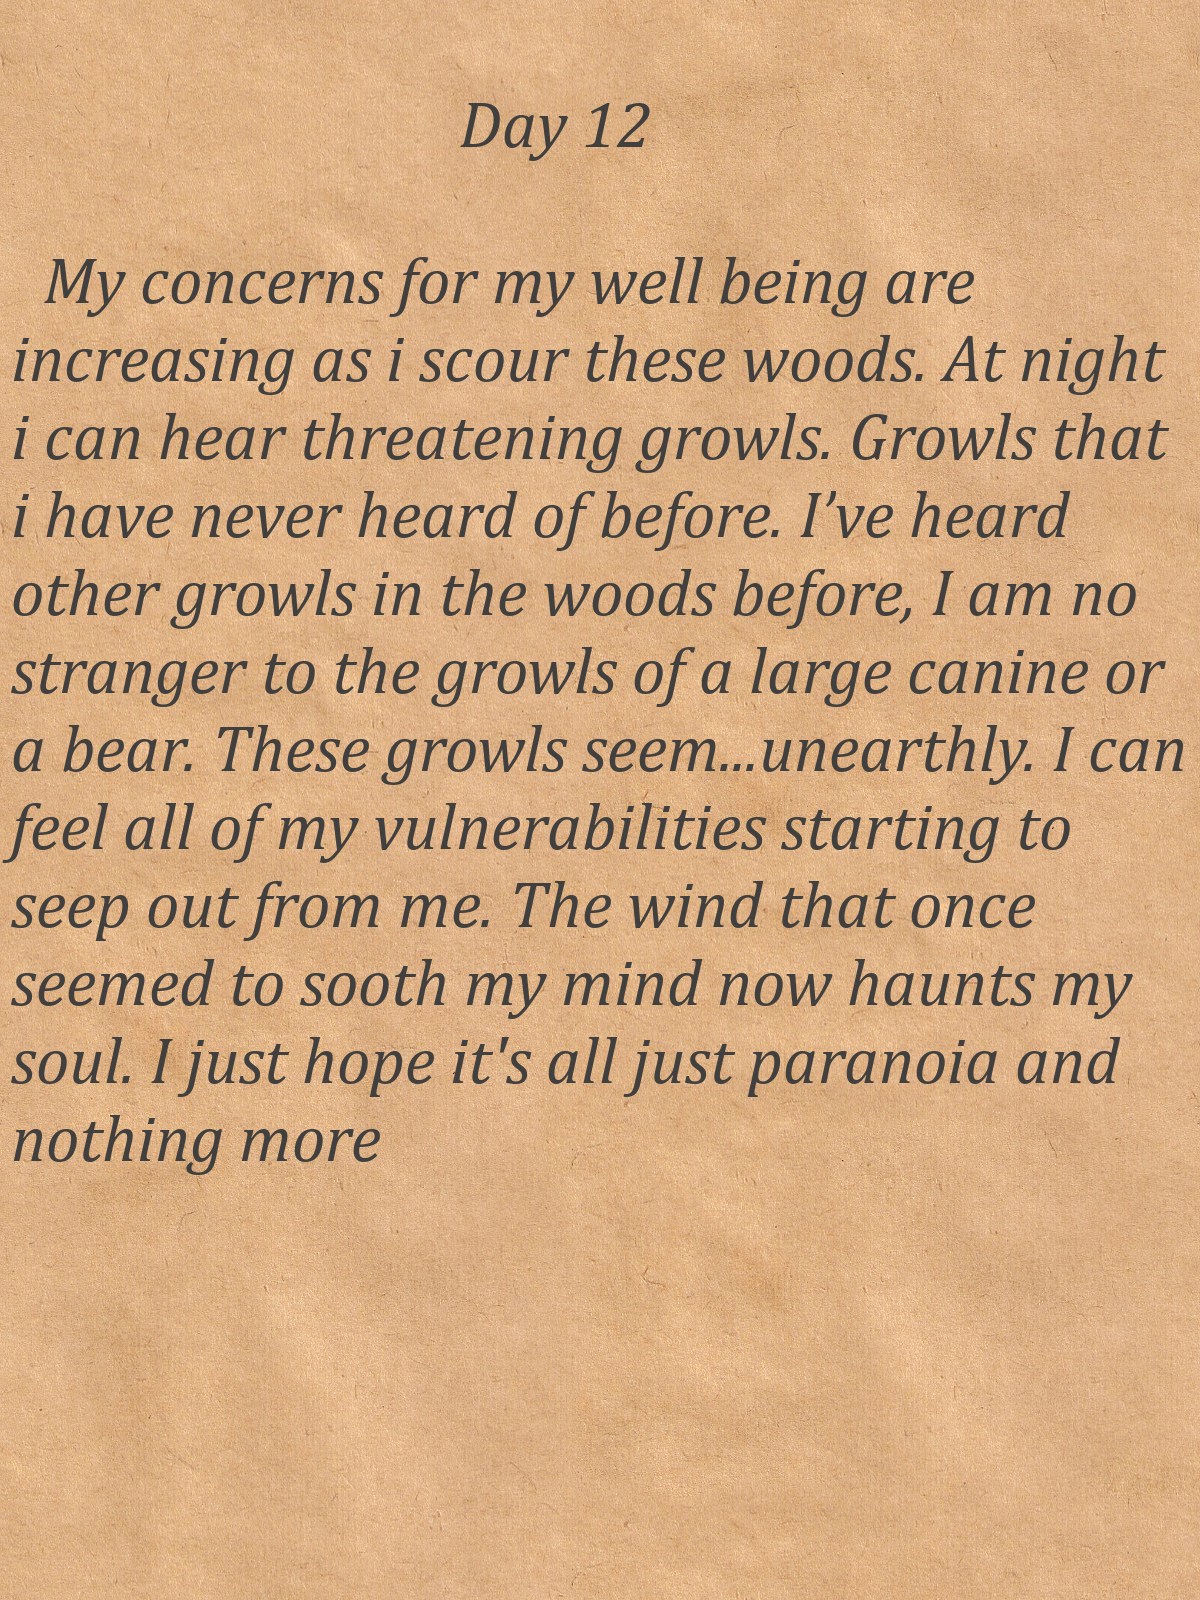 Day 12
My concerns for my well being are
increasing as i scour these woods. At night
i can hear threatening growls. Growls that
i have never heard of before. I’ve heard
other growls in the woods before, I am no
stranger to the growls of a large canine or
a bear. These growls seem...unearthly. I can
feel all of my vulnerabilities starting to
seep out from me. The wind that once
seemed to sooth my mind now haunts my
soul. I just hope it's all just paranoia and
nothing more